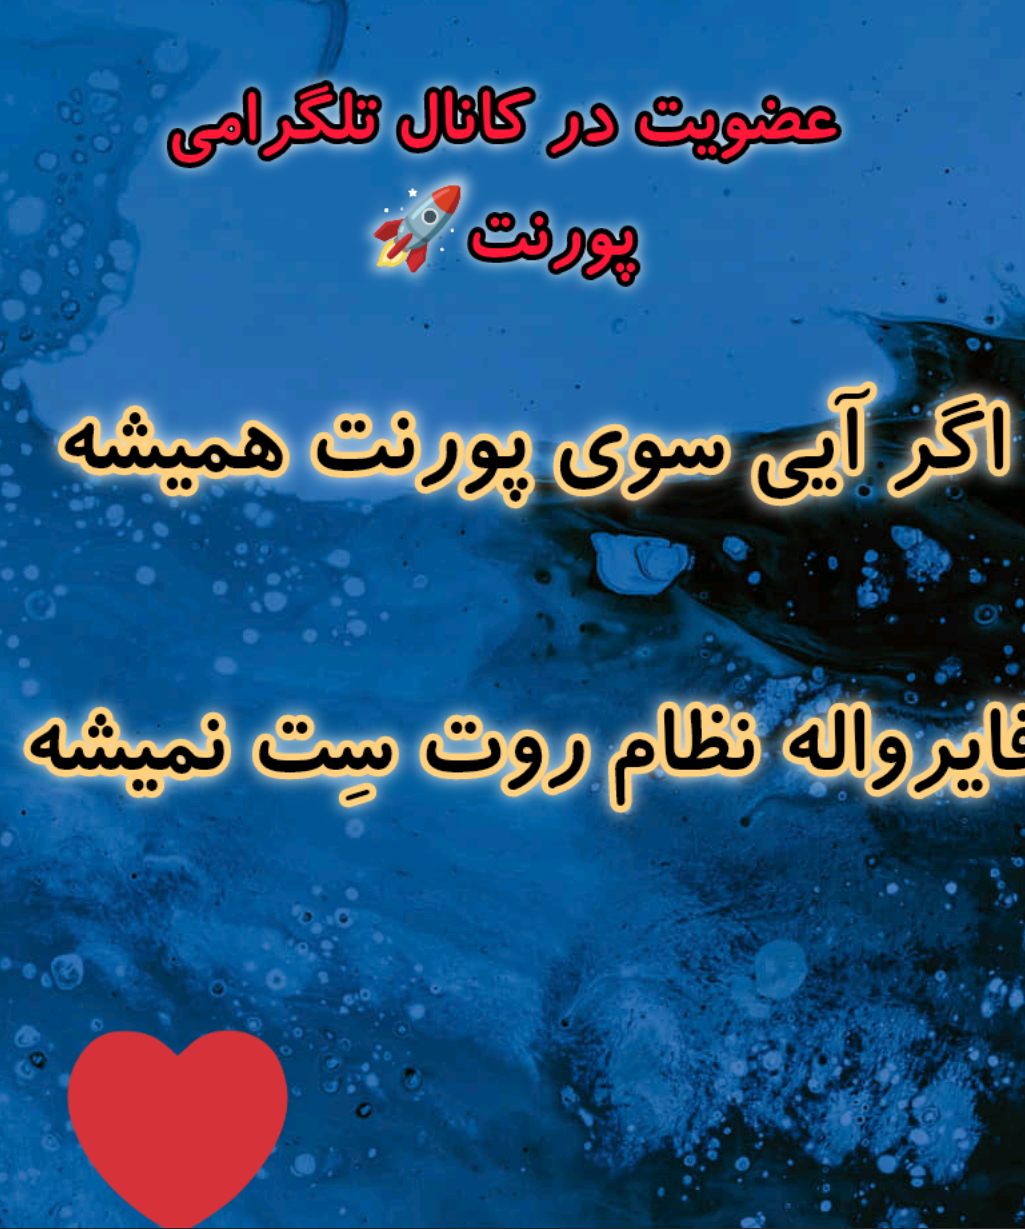 عضویت در کانال تلگرامی
پورنت 🚀
اگر آیی سوی پورنت همیشه
فایرواله نظام روت سِت نمیشه